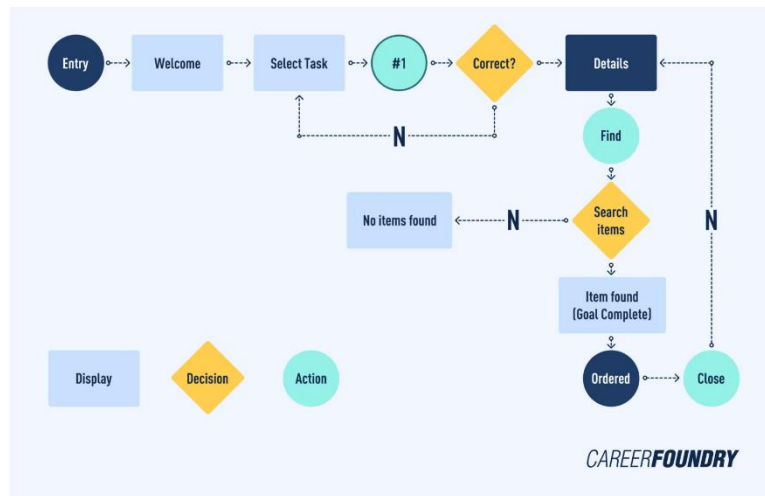 Entry
Welcome
Select Task
#1
Correct?
Details
N
Find
No items found
N
Search
items
N
Item found
(Goal Complete)
Display
Decision
Action
Ordered
Close
CAREERFOUNDRY